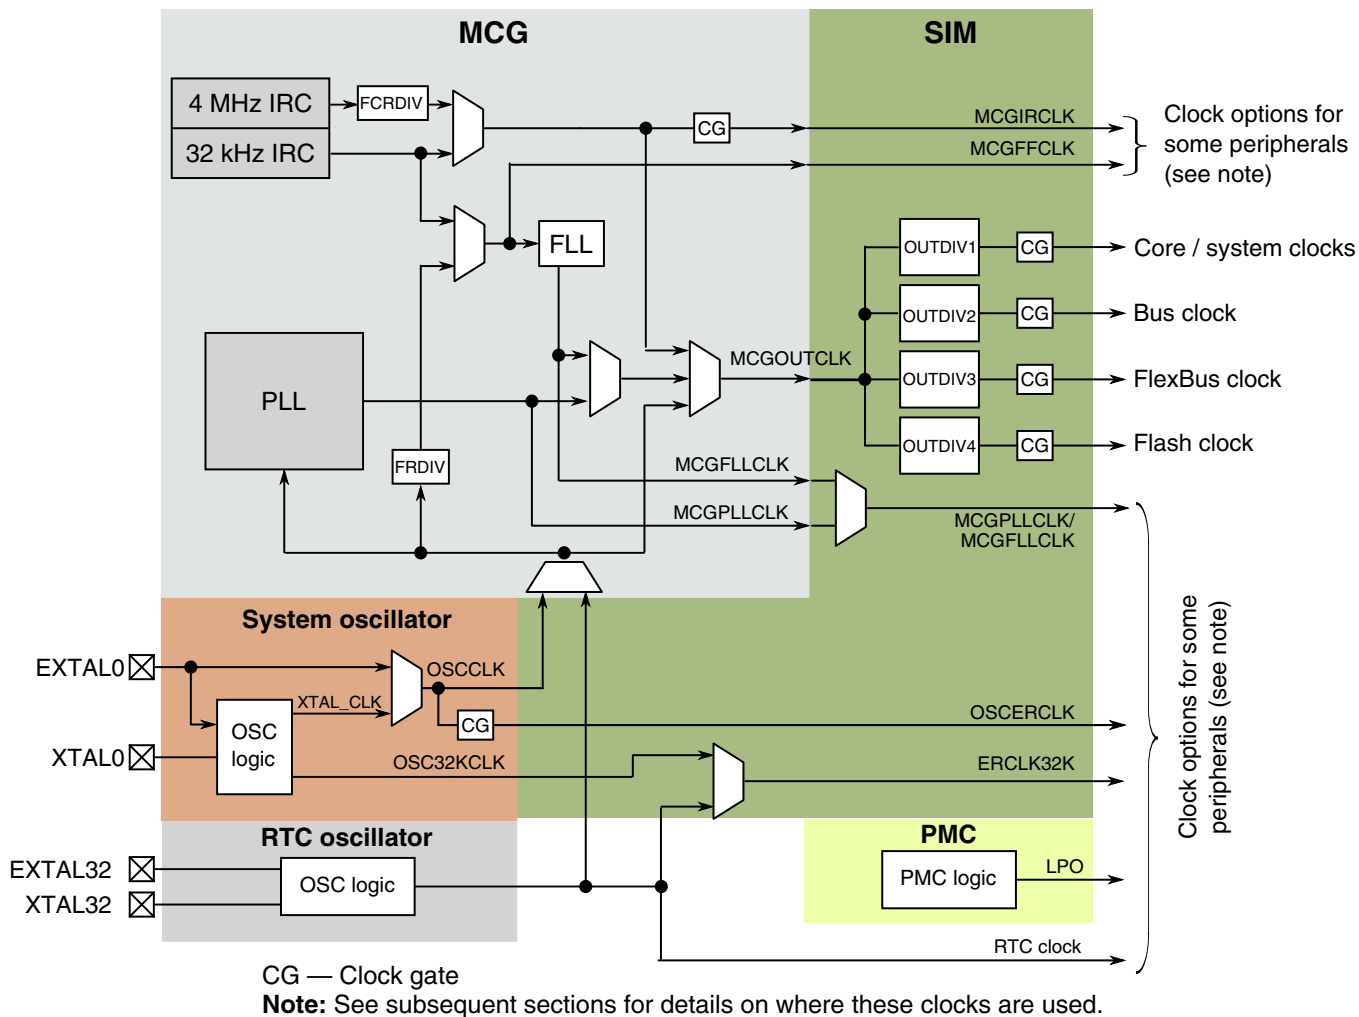 MCG
SIM
4 MHz IRC
FCRDIV
32 kHz IRC
CG
MCGIRCLK
MCGFFCLK
Clock options for
some peripherals
(see note)
FLL
OUTDIV1
CG
Core / system clocks
OUTDIV2
CG
Bus clock
PLL
MCGOUTCLK
OUTDIV3
CG
FlexBus clock
FRDIV
OUTDIV4
CG
Flash clock
MCGFLLCLK
MCGPLLCLK
MCGPLLCLK/
MCGFLLCLK
System oscillator
EXTAL0
OSCCLK
XTAL_CLK
OSC
logic
CG
OSCERCLK
XTAL0
OSC32KCLK
ERCLK32K
Clock options for some
peripherals (see note)
RTC oscillator
PMC
EXTAL32
OSC logic
XTAL32
PMC logic
LPO
RTC clock
CG — Clock gate
Note: See subsequent sections for details on where these clocks are used.